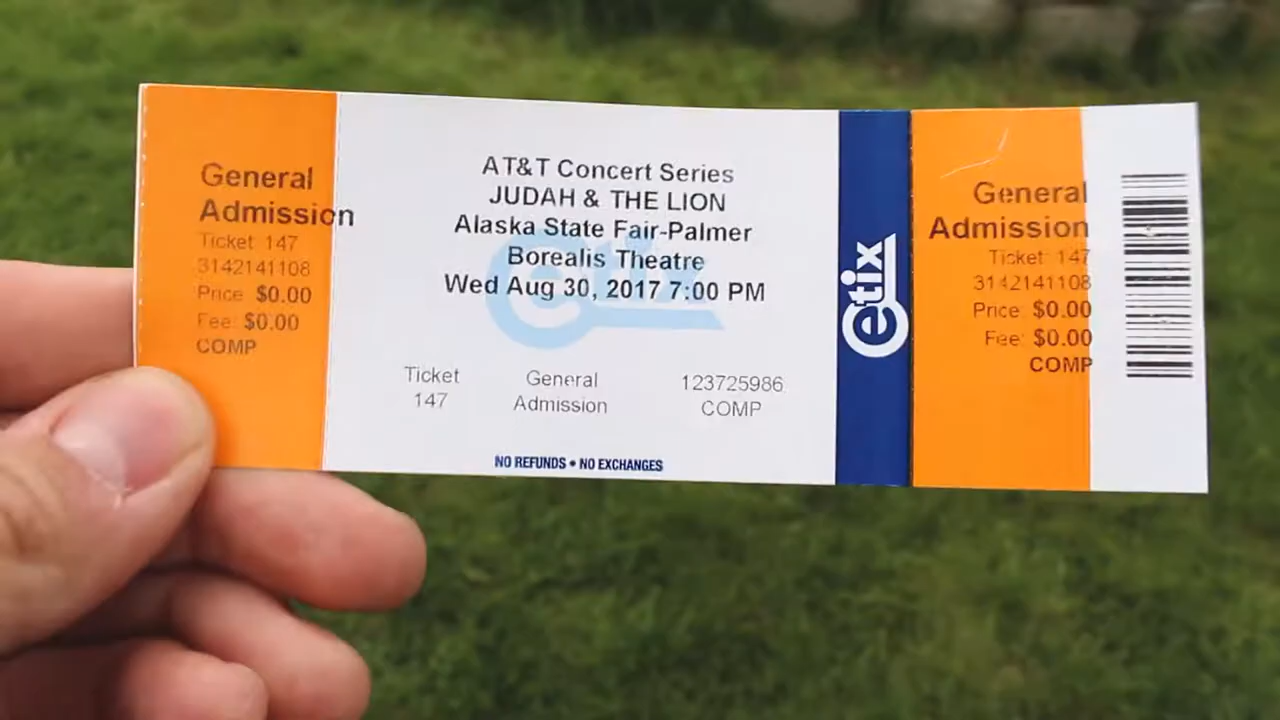 General
Admission
Ticket 147
3142141108
Price $0.00
Fee: $0.00
COMP
AT&T Concert Series
JUDAH & THE LION
Alaska State Fair-Palmer
Borealis Theatre
Wed Aug 30, 2017 7:00 PM
etix
Ticket
147
General
Admission
123725986
COMP
NO REFUNDS • NO EXCHANGES
etix
General
Admission
Ticket: 147
3142141108
Price: $0.00
Fee: $0.00
COMP